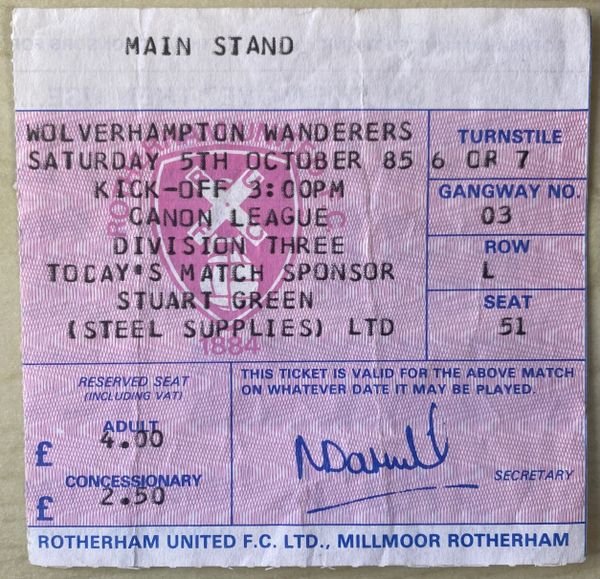 MAIN STAND
WOLVERHAMPTON WANDERERS
SATURDAY 5TH OCTOBER 85
KICK-OFF 3:00PM
CANON LEAGUE
DIVISION THREE
TODAY'S MATCH SPONSOR
STUART GREEN
(STEEL SUPPLIES) LTD
1884
TURNSTILE
6 OR 7
GANGWAY NO.
03
ROW
L
SEAT
51
RESERVED SEAT
(INCLUDING VAT)
ADULT
£ 4.00
CONCESSIONARY
£ 2.50
THIS TICKET IS VALID FOR THE ABOVE MATCH
ON WHATEVER DATE IT MAY BE PLAYED.
SECRETARY
ROTHERHAM UNITED F.C. LTD., MILLMOOR ROTHERHAM